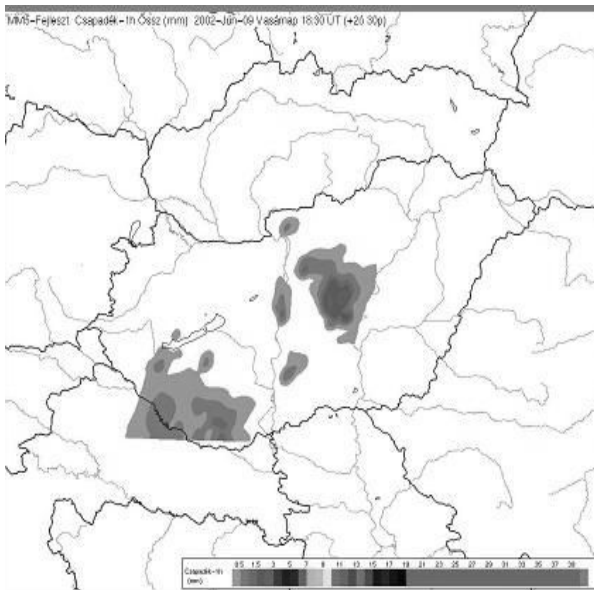 MM5-Fejleszt Csapadék-1h Össz (mm) 2002-Jún-09 Vasárnap 18:30 UT (+20 30p)
Csapadék-1h 0.5 1.5 3 5 7 9 11 13 15 17 19 21 23 25 27 29 31 33 35 37 39
(mm)